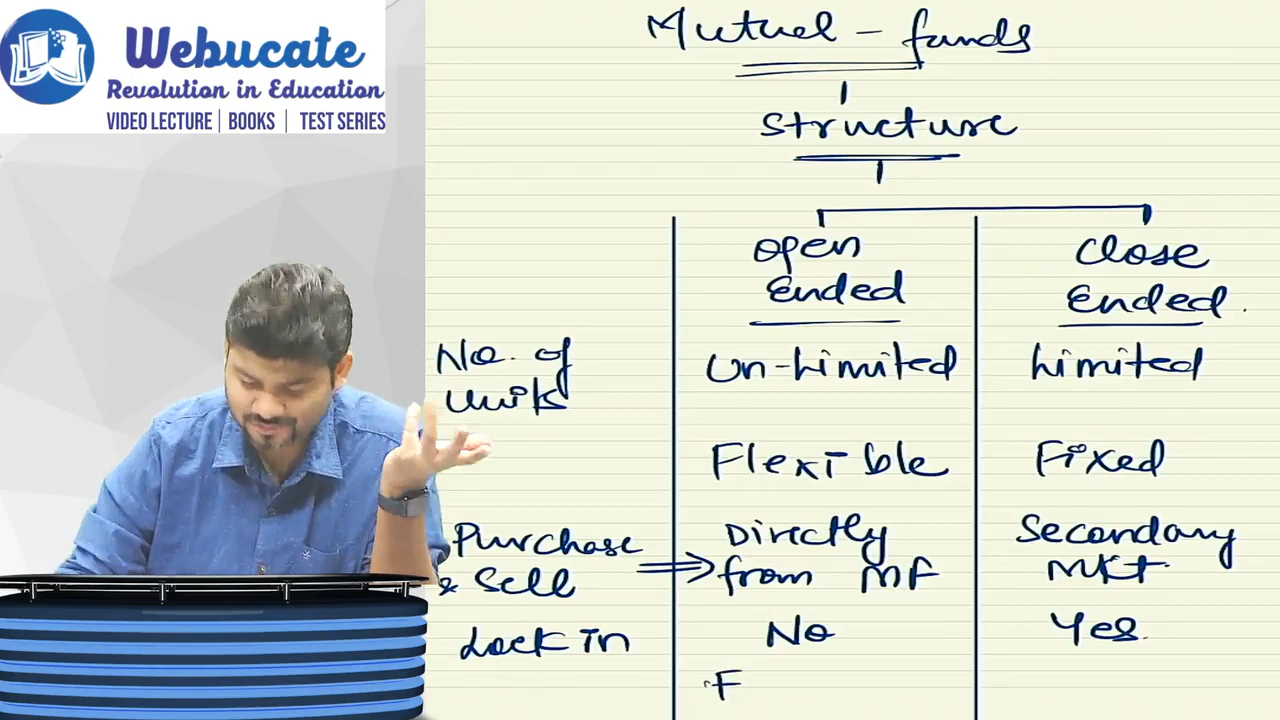 Webucate
Revolution in Education
VIDEO LECTURE | BOOKS | TEST SERIES
Mutual - funds
Structure
Open
Ended
Close
Ended.
No. of
Units
Un-Limited
Limited
Flexible
Fixed
Purchase
& Sell
Directly
from MF
Secondary
Mkt.
Lock in
No
Yes.
F